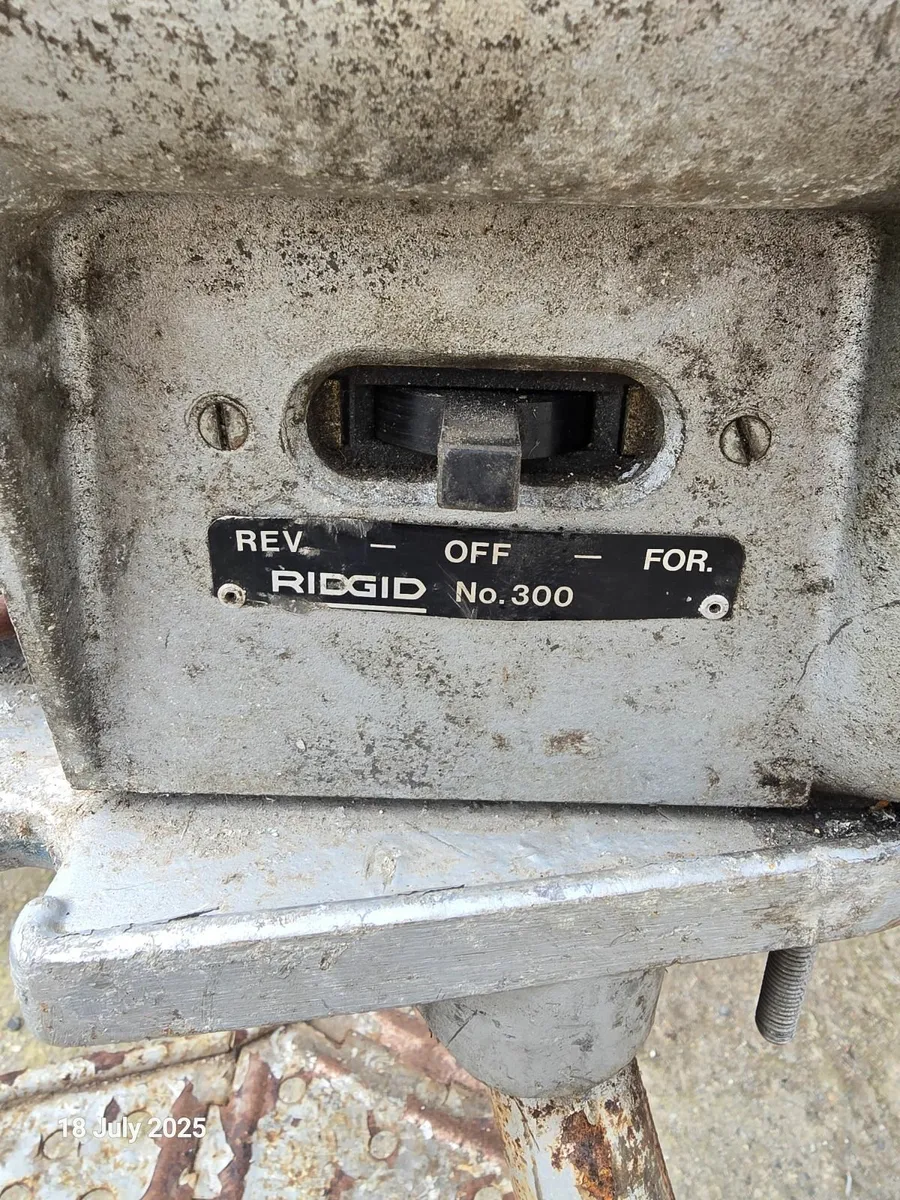 REV — OFF — FOR.
RIDGID No.300
18 July 2025